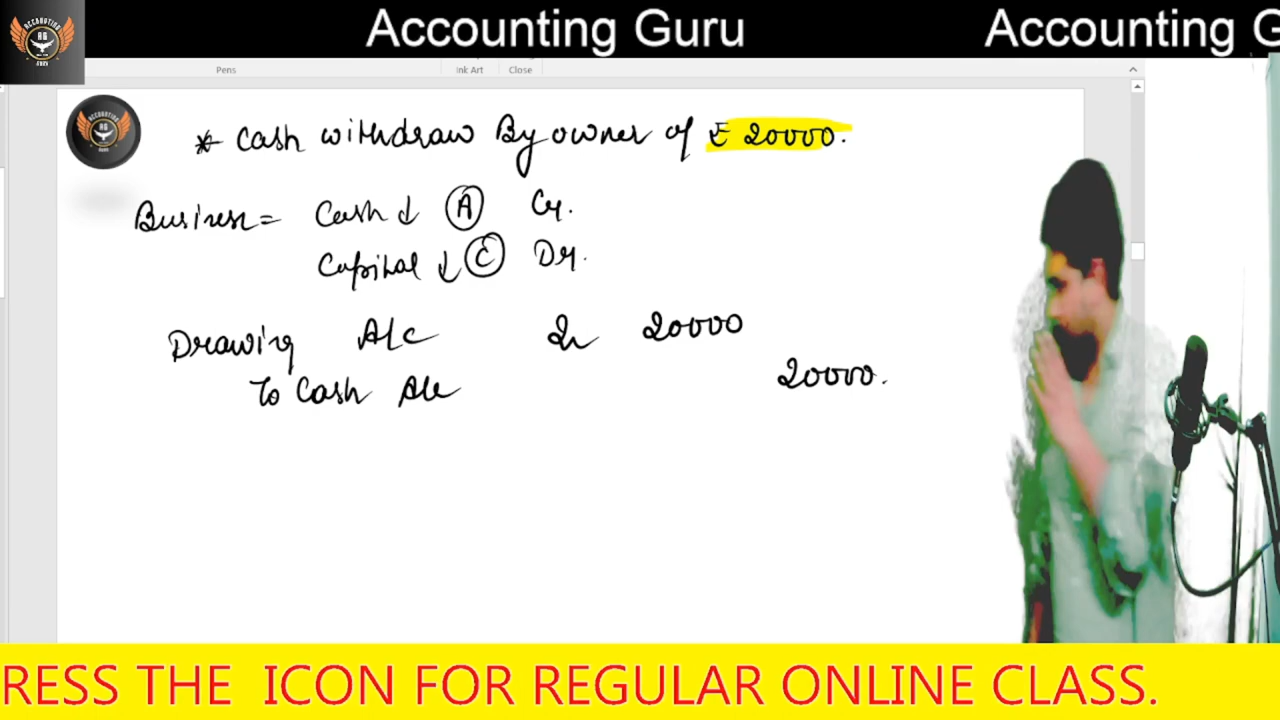 Accounting Guru
Accounting G
Pens
Ink Art
Close
* Cash withdraw By owner of ₹ 20000.
Business = Cash ↓ (A) Cr.
Capital ↓ (C) Dr.
Drawing A/c Dr 20000
To Cash A/c 20000.
RESS THE ICON FOR REGULAR ONLINE CLASS.